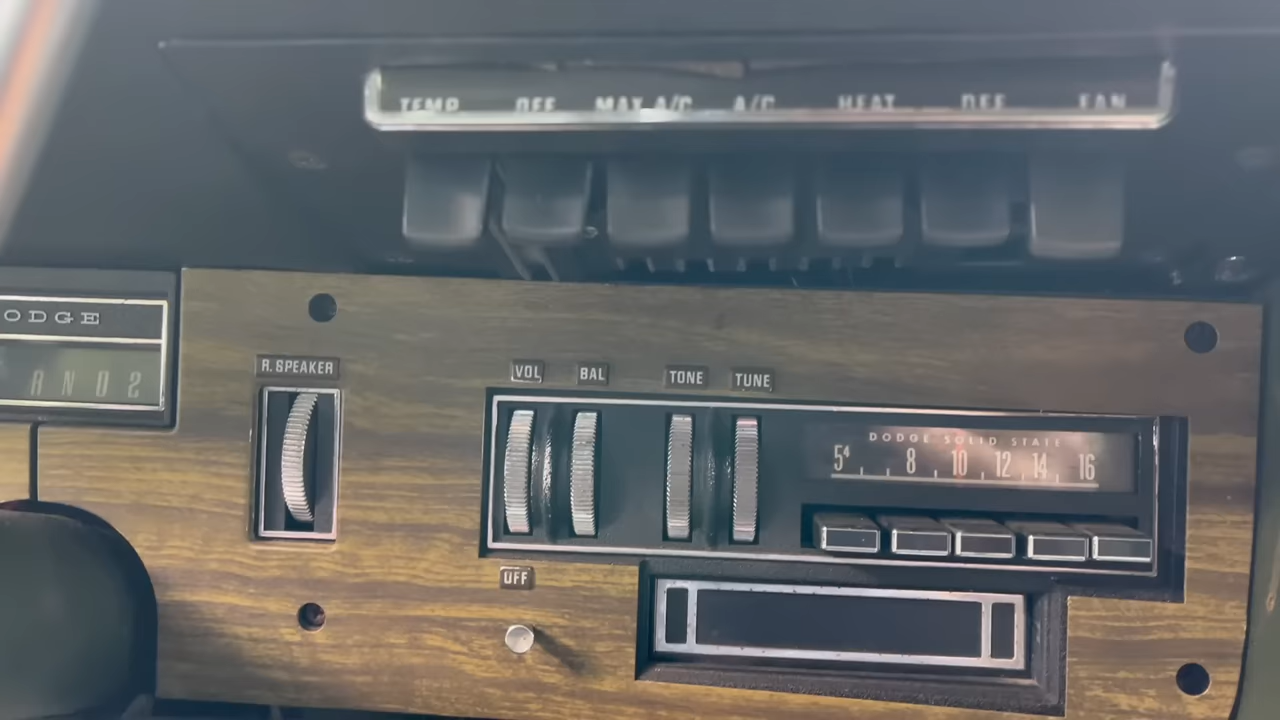 TEMP OFF MAX A/C A/C HEAT DEF FAN
ODGE
R. SPEAKER
VOL BAL TONE TUNE
DODGE SOLID STATE
5⁴ 8 10 12 14 16
OFF